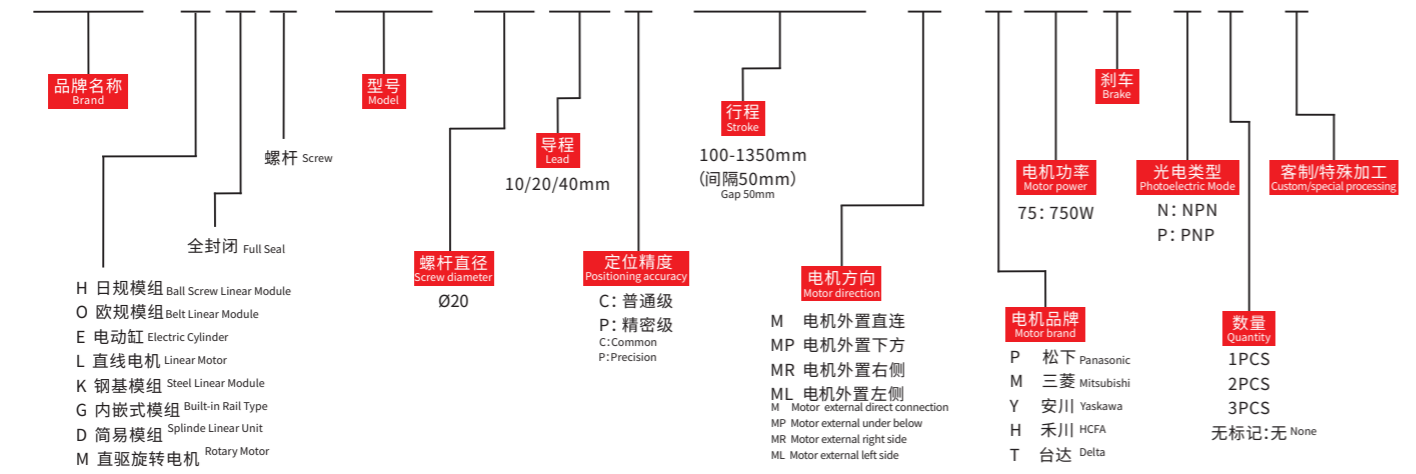 品牌名称
Brand
H 日规模组 Ball Screw Linear Module
O 欧规模组 Belt Linear Module
E 电动缸 Electric Cylinder
L 直线电机 Linear Motor
K 钢基模组 Steel Linear Module
G 内嵌式模组 Built-in Rail Type
D 简易模组 Splinde Linear Unit
M 直驱旋转电机 Rotary Motor
全封闭 Full Seal
螺杆 Screw
型号
Model
螺杆直径
Screw diameter
Ø20
导程
Lead
10/20/40mm
定位精度
Positioning accuracy
C：普通级
P：精密级
C:Common
P:Precision
行程
Stroke
100-1350mm
（间隔50mm）
Gap 50mm
电机方向
Motor direction
M 电机外置直连
MP 电机外置下方
MR 电机外置右侧
ML 电机外置左侧
M Motor external direct connection
MP Motor external under below
MR Motor external right side
ML Motor external left side
电机品牌
Motor brand
P 松下 Panasonic
M 三菱 Mitsubishi
Y 安川 Yaskawa
H 禾川 HCFA
T 台达 Delta
电机功率
Motor power
75：750W
刹车
Brake
光电类型
Photoelectric Mode
N：NPN
P：PNP
数量
Quantity
1PCS
2PCS
3PCS
无标记：无 None
客制/特殊加工
Custom/special processing